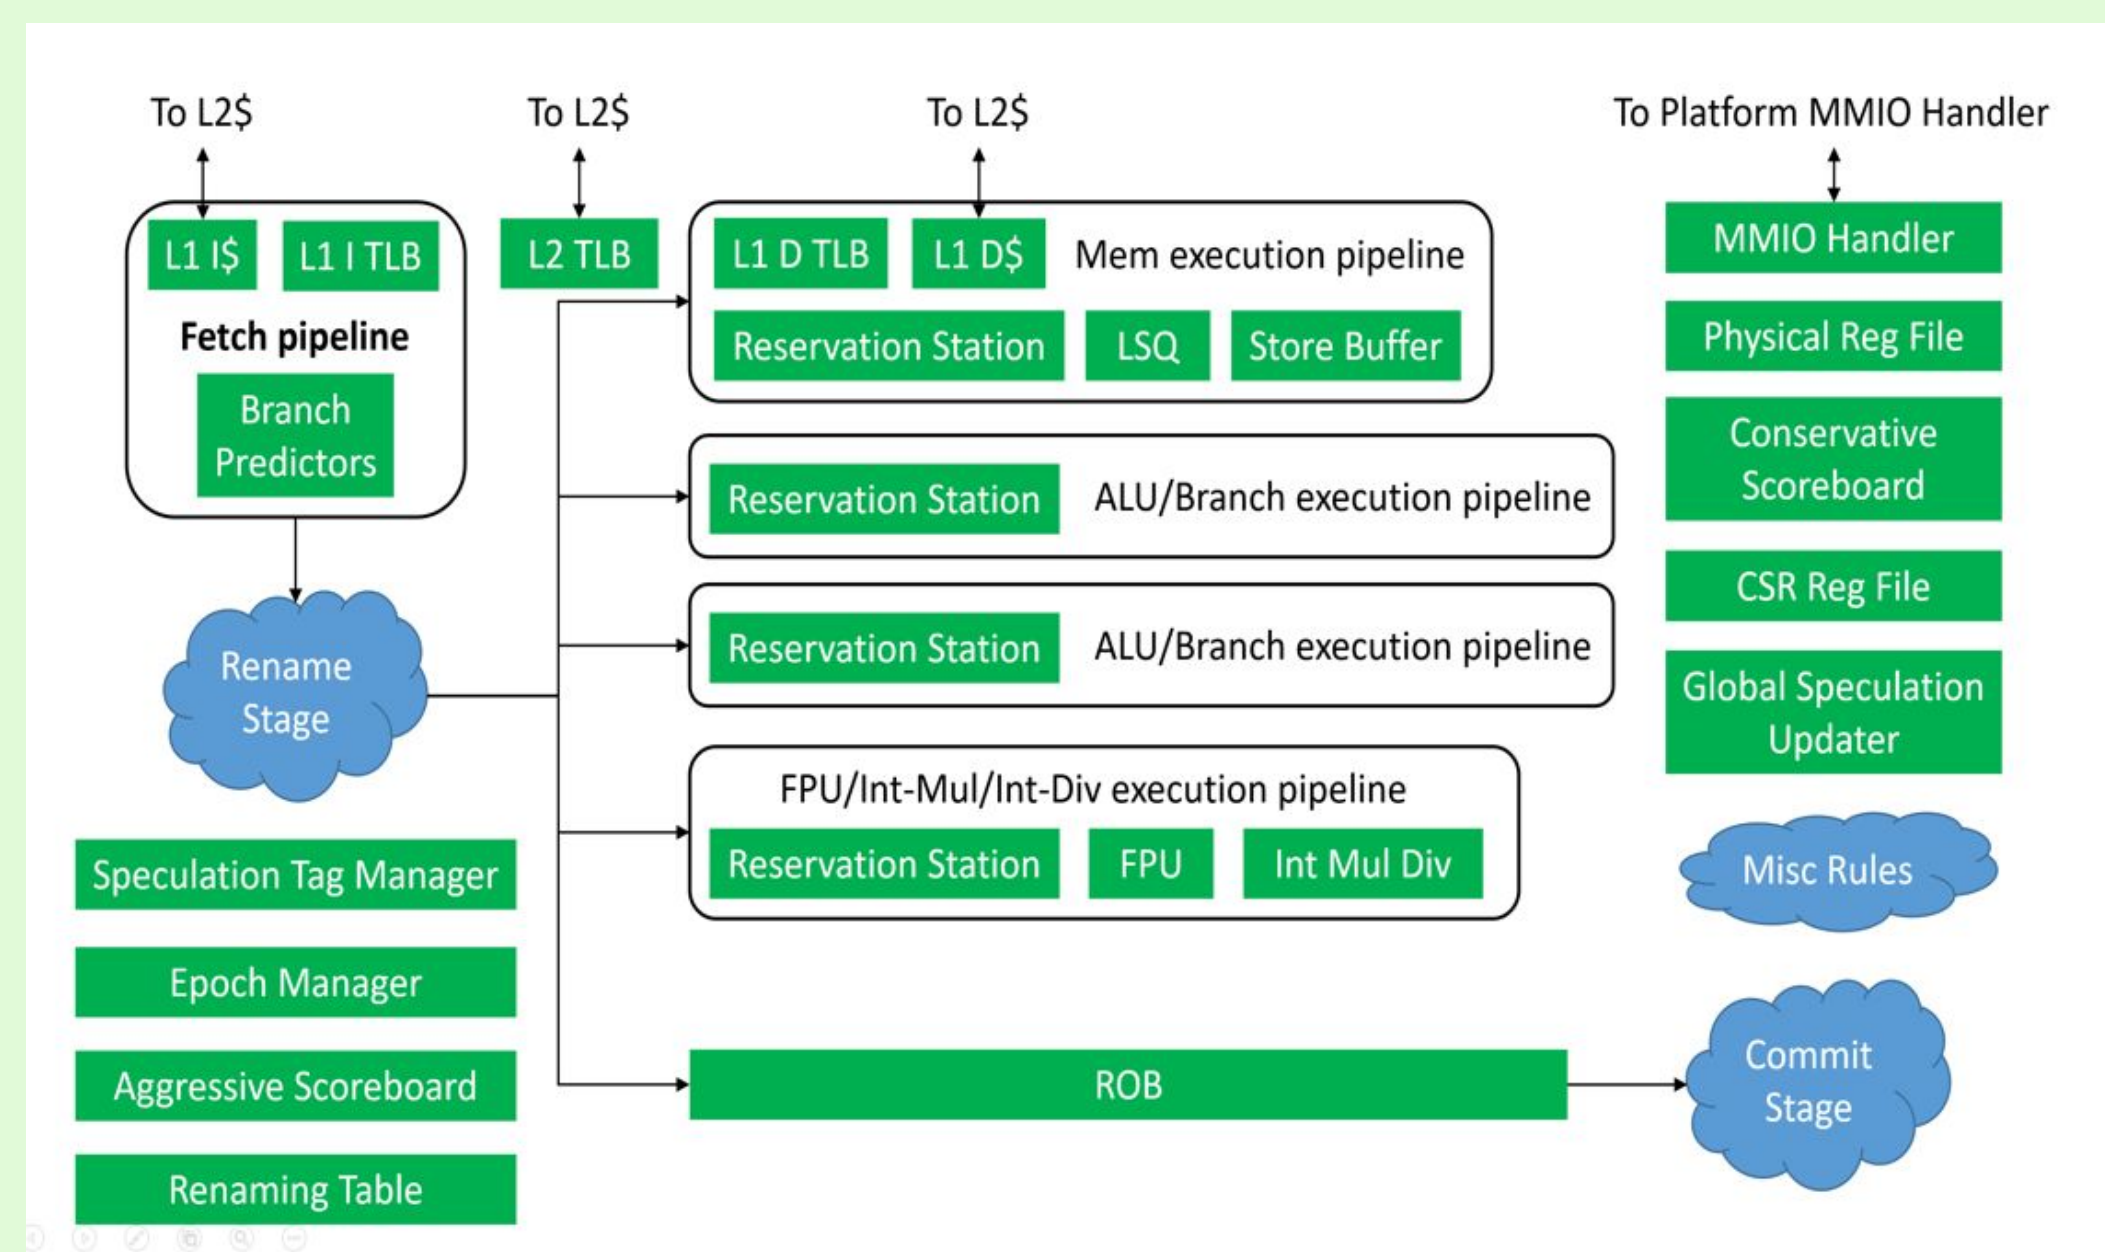 To L2$
To L2$
To L2$
To Platform MMIO Handler
L1 I$
L1 I TLB
Fetch pipeline
Branch
Predictors
L2 TLB
L1 D TLB
L1 D$
Mem execution pipeline
Reservation Station
LSQ
Store Buffer
Reservation Station
ALU/Branch execution pipeline
Reservation Station
ALU/Branch execution pipeline
FPU/Int-Mul/Int-Div execution pipeline
Reservation Station
FPU
Int Mul Div
ROB
Rename
Stage
Speculation Tag Manager
Epoch Manager
Aggressive Scoreboard
Renaming Table
MMIO Handler
Physical Reg File
Conservative
Scoreboard
CSR Reg File
Global Speculation
Updater
Misc Rules
Commit
Stage